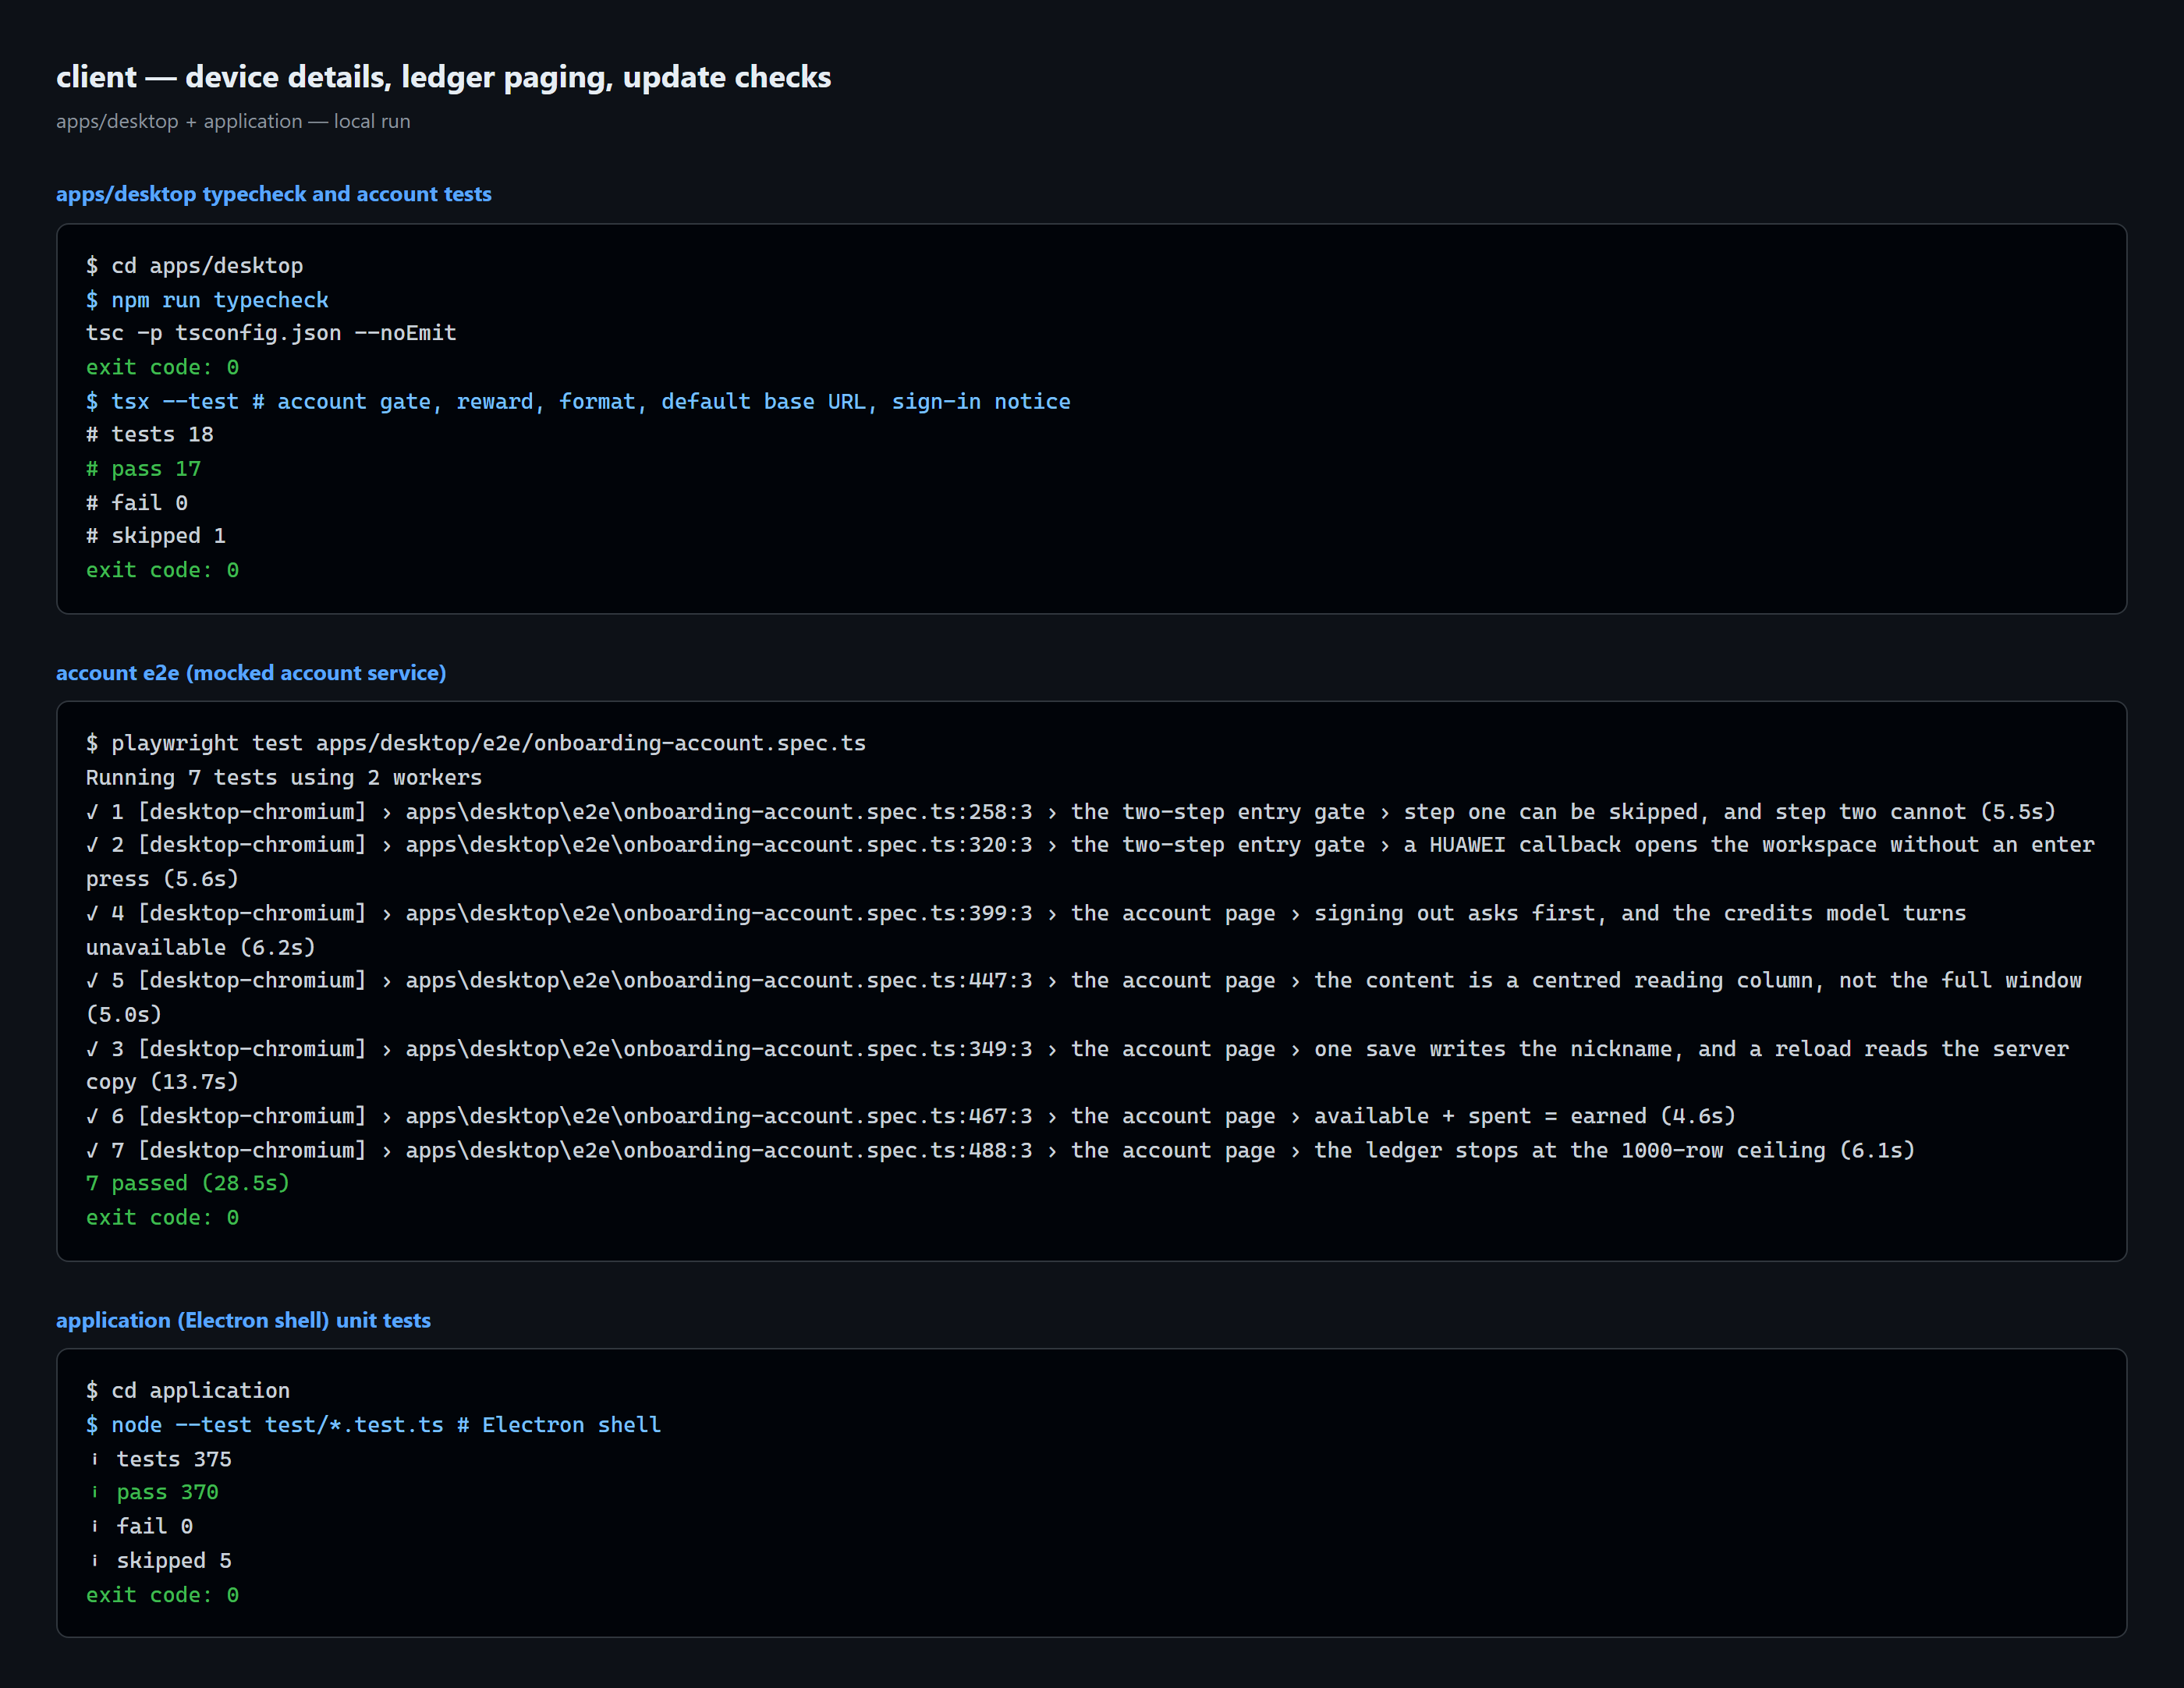 client — device details, ledger paging, update checks
apps/desktop + application — local run
apps/desktop typecheck and account tests
$ cd apps/desktop
$ npm run typecheck
tsc -p tsconfig.json --noEmit
exit code: 0
$ tsx --test # account gate, reward, format, default base URL, sign-in notice
# tests 18
# pass 17
# fail 0
# skipped 1
exit code: 0
account e2e (mocked account service)
$ playwright test apps/desktop/e2e/onboarding-account.spec.ts
Running 7 tests using 2 workers
✓ 1 [desktop-chromium] › apps\desktop\e2e\onboarding-account.spec.ts:258:3 › the two-step entry gate › step one can be skipped, and step two cannot (5.5s)
✓ 2 [desktop-chromium] › apps\desktop\e2e\onboarding-account.spec.ts:320:3 › the two-step entry gate › a HUAWEI callback opens the workspace without an enter
press (5.6s)
✓ 4 [desktop-chromium] › apps\desktop\e2e\onboarding-account.spec.ts:399:3 › the account page › signing out asks first, and the credits model turns
unavailable (6.2s)
✓ 5 [desktop-chromium] › apps\desktop\e2e\onboarding-account.spec.ts:447:3 › the account page › the content is a centred reading column, not the full window
(5.0s)
✓ 3 [desktop-chromium] › apps\desktop\e2e\onboarding-account.spec.ts:349:3 › the account page › one save writes the nickname, and a reload reads the server
copy (13.7s)
✓ 6 [desktop-chromium] › apps\desktop\e2e\onboarding-account.spec.ts:467:3 › the account page › available + spent = earned (4.6s)
✓ 7 [desktop-chromium] › apps\desktop\e2e\onboarding-account.spec.ts:488:3 › the account page › the ledger stops at the 1000-row ceiling (6.1s)
7 passed (28.5s)
exit code: 0
application (Electron shell) unit tests
$ cd application
$ node --test test/*.test.ts # Electron shell
ℹ tests 375
ℹ pass 370
ℹ fail 0
ℹ skipped 5
exit code: 0